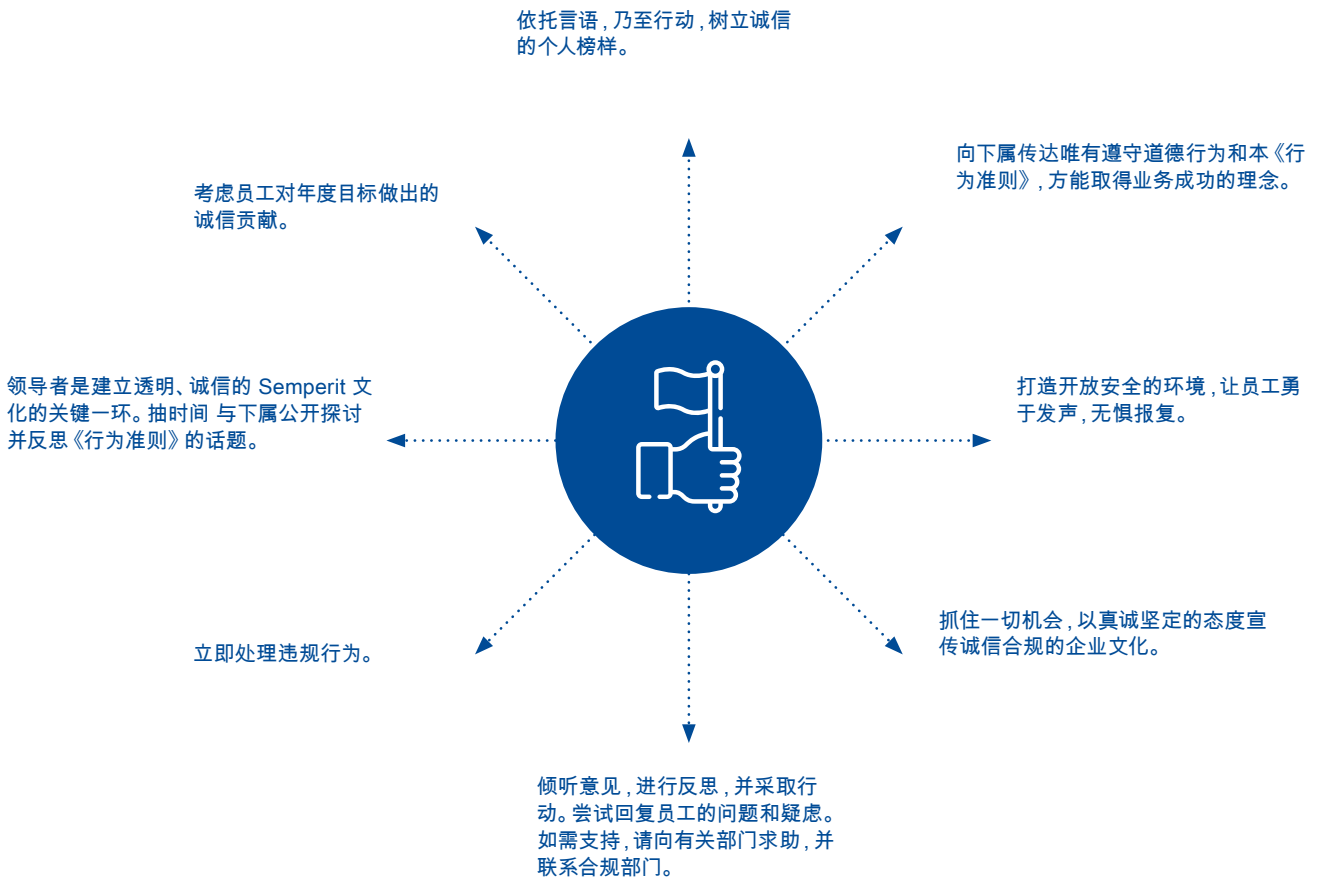 依托言语,乃至行动,树立诚信
的个人榜样。
向下属传达唯有遵守道德行为和本《行
为准则》,方能取得业务成功的理念。
考虑员工对年度目标做出的
诚信贡献。
领导者是建立透明、诚信的 Semperit 文
化的关键一环。抽时间 与下属公开探讨
并反思《行为准则》的话题。
打造开放安全的环境,让员工勇
于发声,无惧报复。
抓住一切机会,以真诚坚定的态度宣
传诚信合规的企业文化。
立即处理违规行为。
倾听意见,进行反思,并采取行
动。尝试回复员工的问题和疑虑。
如需支持,请向有关部门求助,并
联系合规部门。